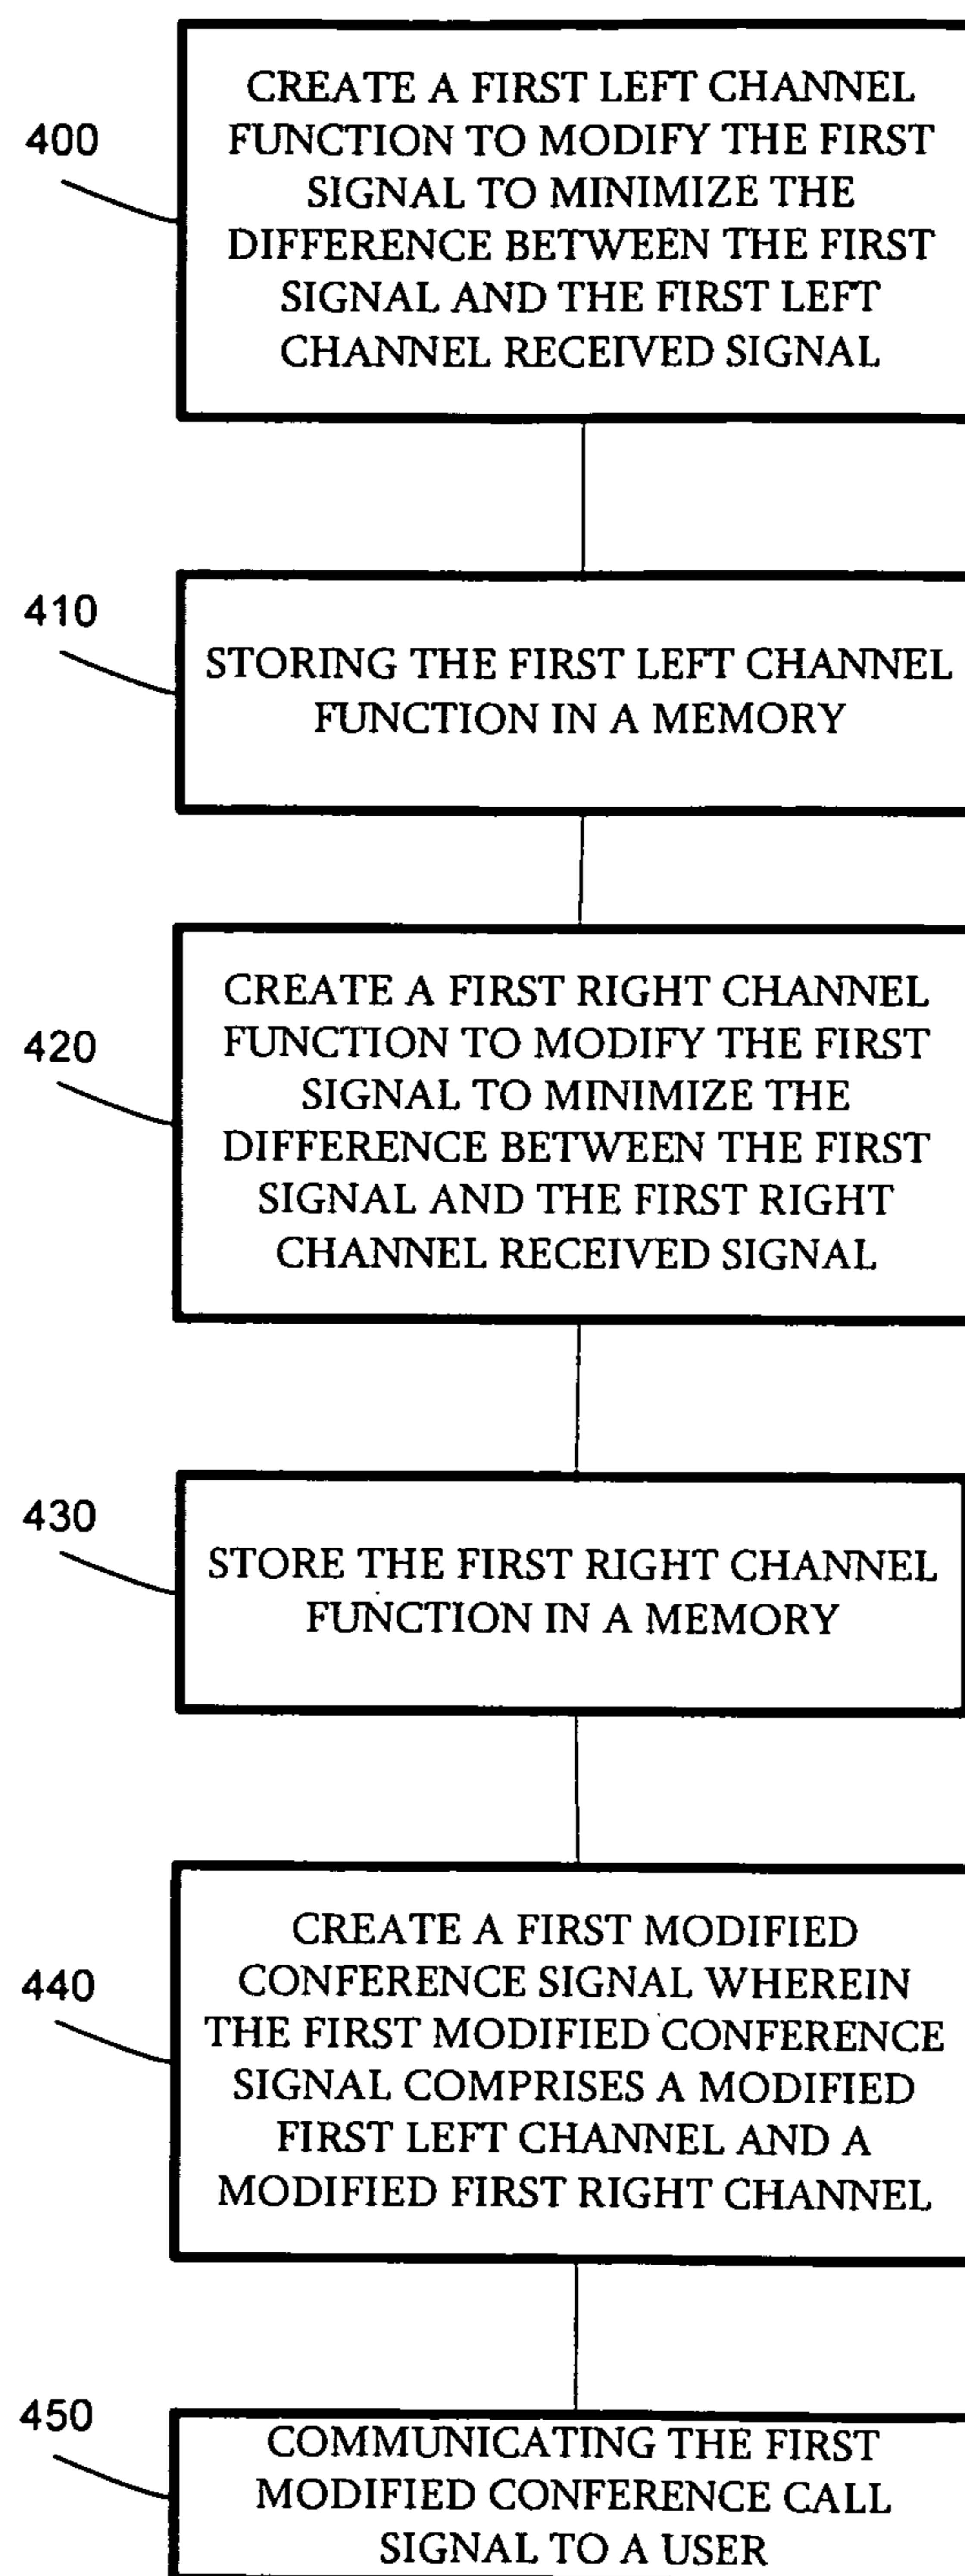 400
CREATE A FIRST LEFT CHANNEL
FUNCTION TO MODIFY THE FIRST
SIGNAL TO MINIMIZE THE
DIFFERENCE BETWEEN THE FIRST
SIGNAL AND THE FIRST LEFT
CHANNEL RECEIVED SIGNAL
410
STORING THE FIRST LEFT CHANNEL
FUNCTION IN A MEMORY
420
CREATE A FIRST RIGHT CHANNEL
FUNCTION TO MODIFY THE FIRST
SIGNAL TO MINIMIZE THE
DIFFERENCE BETWEEN THE FIRST
SIGNAL AND THE FIRST RIGHT
CHANNEL RECEIVED SIGNAL
430
STORE THE FIRST RIGHT CHANNEL
FUNCTION IN A MEMORY
440
CREATE A FIRST MODIFIED
CONFERENCE SIGNAL WHEREIN
THE FIRST MODIFIED CONFERENCE
SIGNAL COMPRISES A MODIFIED
FIRST LEFT CHANNEL AND A
MODIFIED FIRST RIGHT CHANNEL
450
COMMUNICATING THE FIRST
MODIFIED CONFERENCE CALL
SIGNAL TO A USER